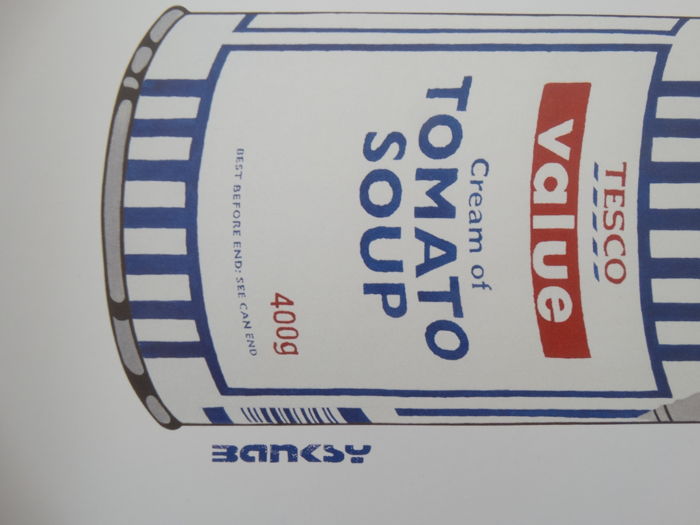 TESCO
value
Cream of
TOMATO
SOUP
400g
BEST BEFORE END: SEE CAN END
BANKSY